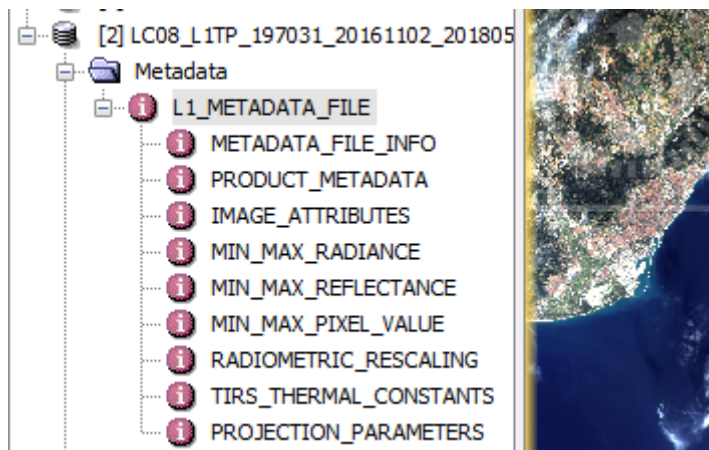 [2] LC08_L1TP_197031_20161102_201805
Metadata
L1_METADATA_FILE
METADATA_FILE_INFO
PRODUCT_METADATA
IMAGE_ATTRIBUTES
MIN_MAX_RADIANCE
MIN_MAX_REFLECTANCE
MIN_MAX_PIXEL_VALUE
RADIOMETRIC_RESCALING
TIRS_THERMAL_CONSTANTS
PROJECTION_PARAMETERS